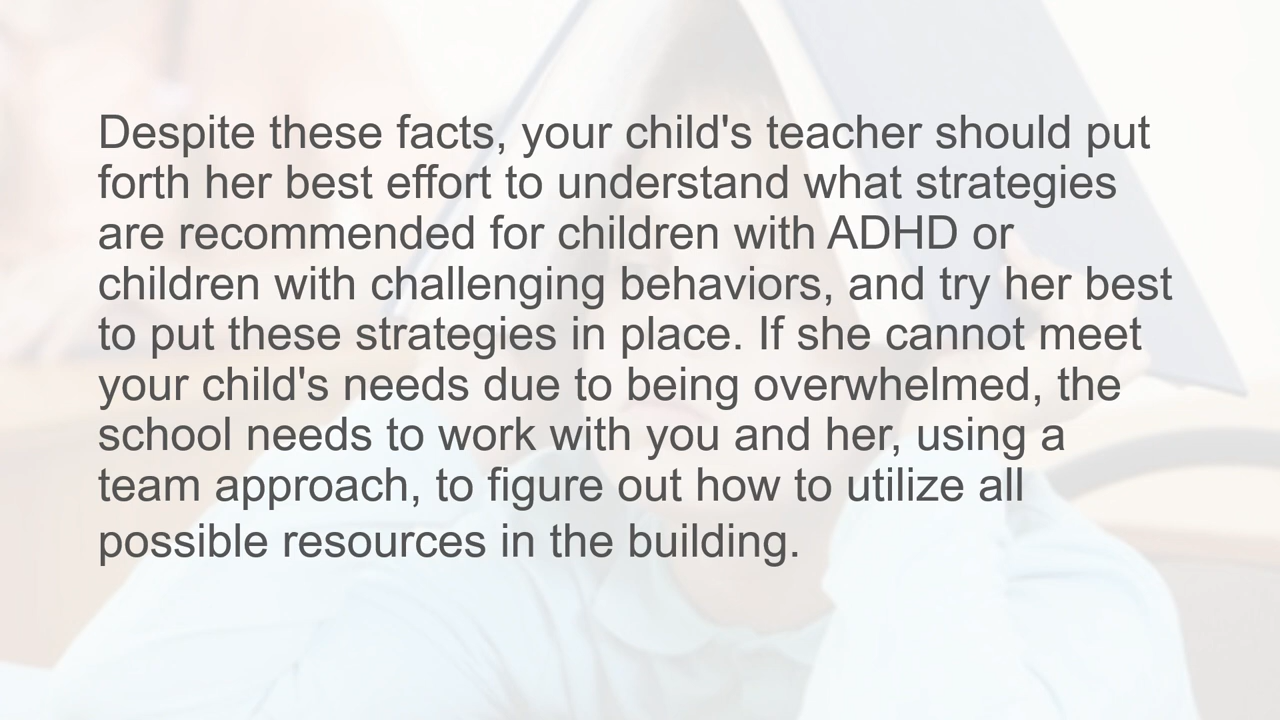 Despite these facts, your child's teacher should put
forth her best effort to understand what strategies
are recommended for children with ADHD or
children with challenging behaviors, and try her best
to put these strategies in place. If she cannot meet
your child's needs due to being overwhelmed, the
school needs to work with you and her, using a
team approach, to figure out how to utilize all
possible resources in the building.